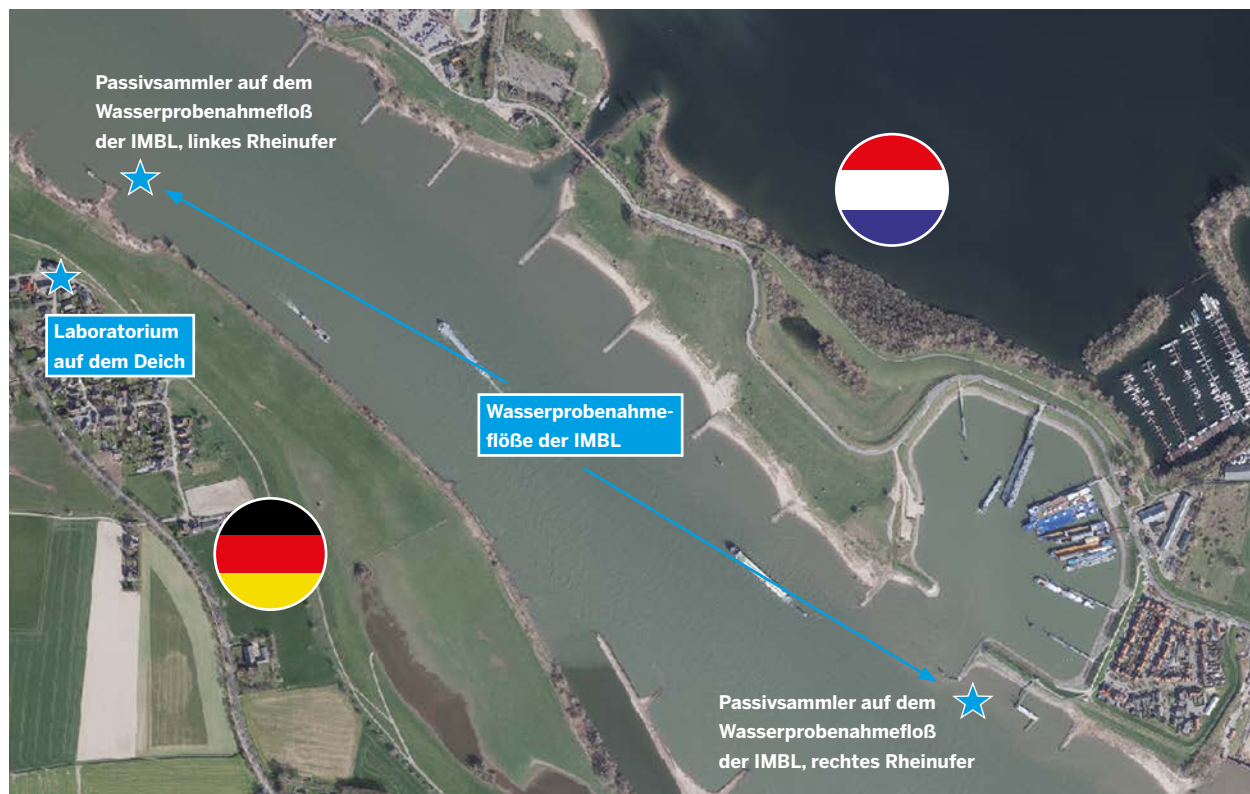 Passivsammler auf dem
Wasserprobenahmefloß
der IMBL, linkes Rheinufer
Laboratorium
auf dem Deich
Wasserprobenahme-
flöße der IMBL
Passivsammler auf dem
Wasserprobenahmefloß
der IMBL, rechtes Rheinufer